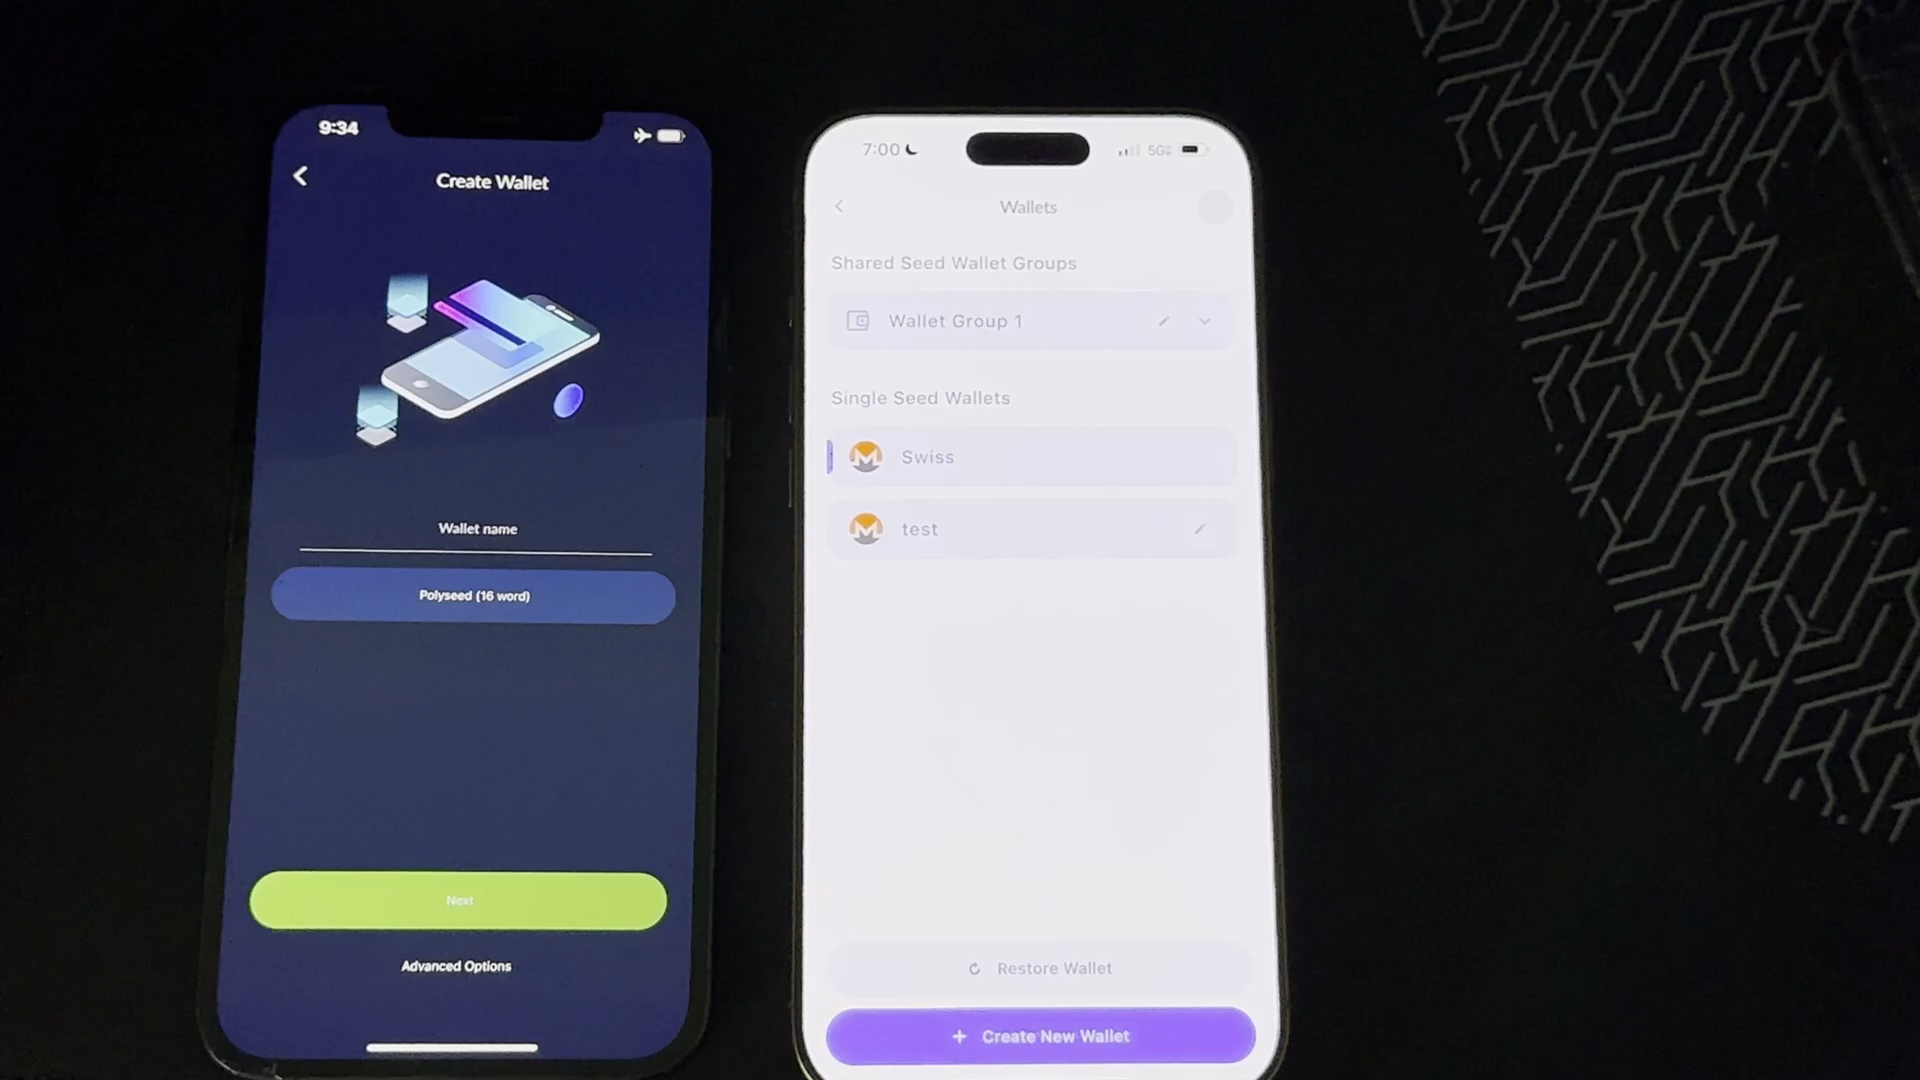 9:34
Create Wallet
Wallet name
Polyseed (16 word)
Next
Advanced Options
7:00
5G
Wallets
Shared Seed Wallet Groups
Wallet Group 1
Single Seed Wallets
Swiss
test
Restore Wallet
+ Create New Wallet